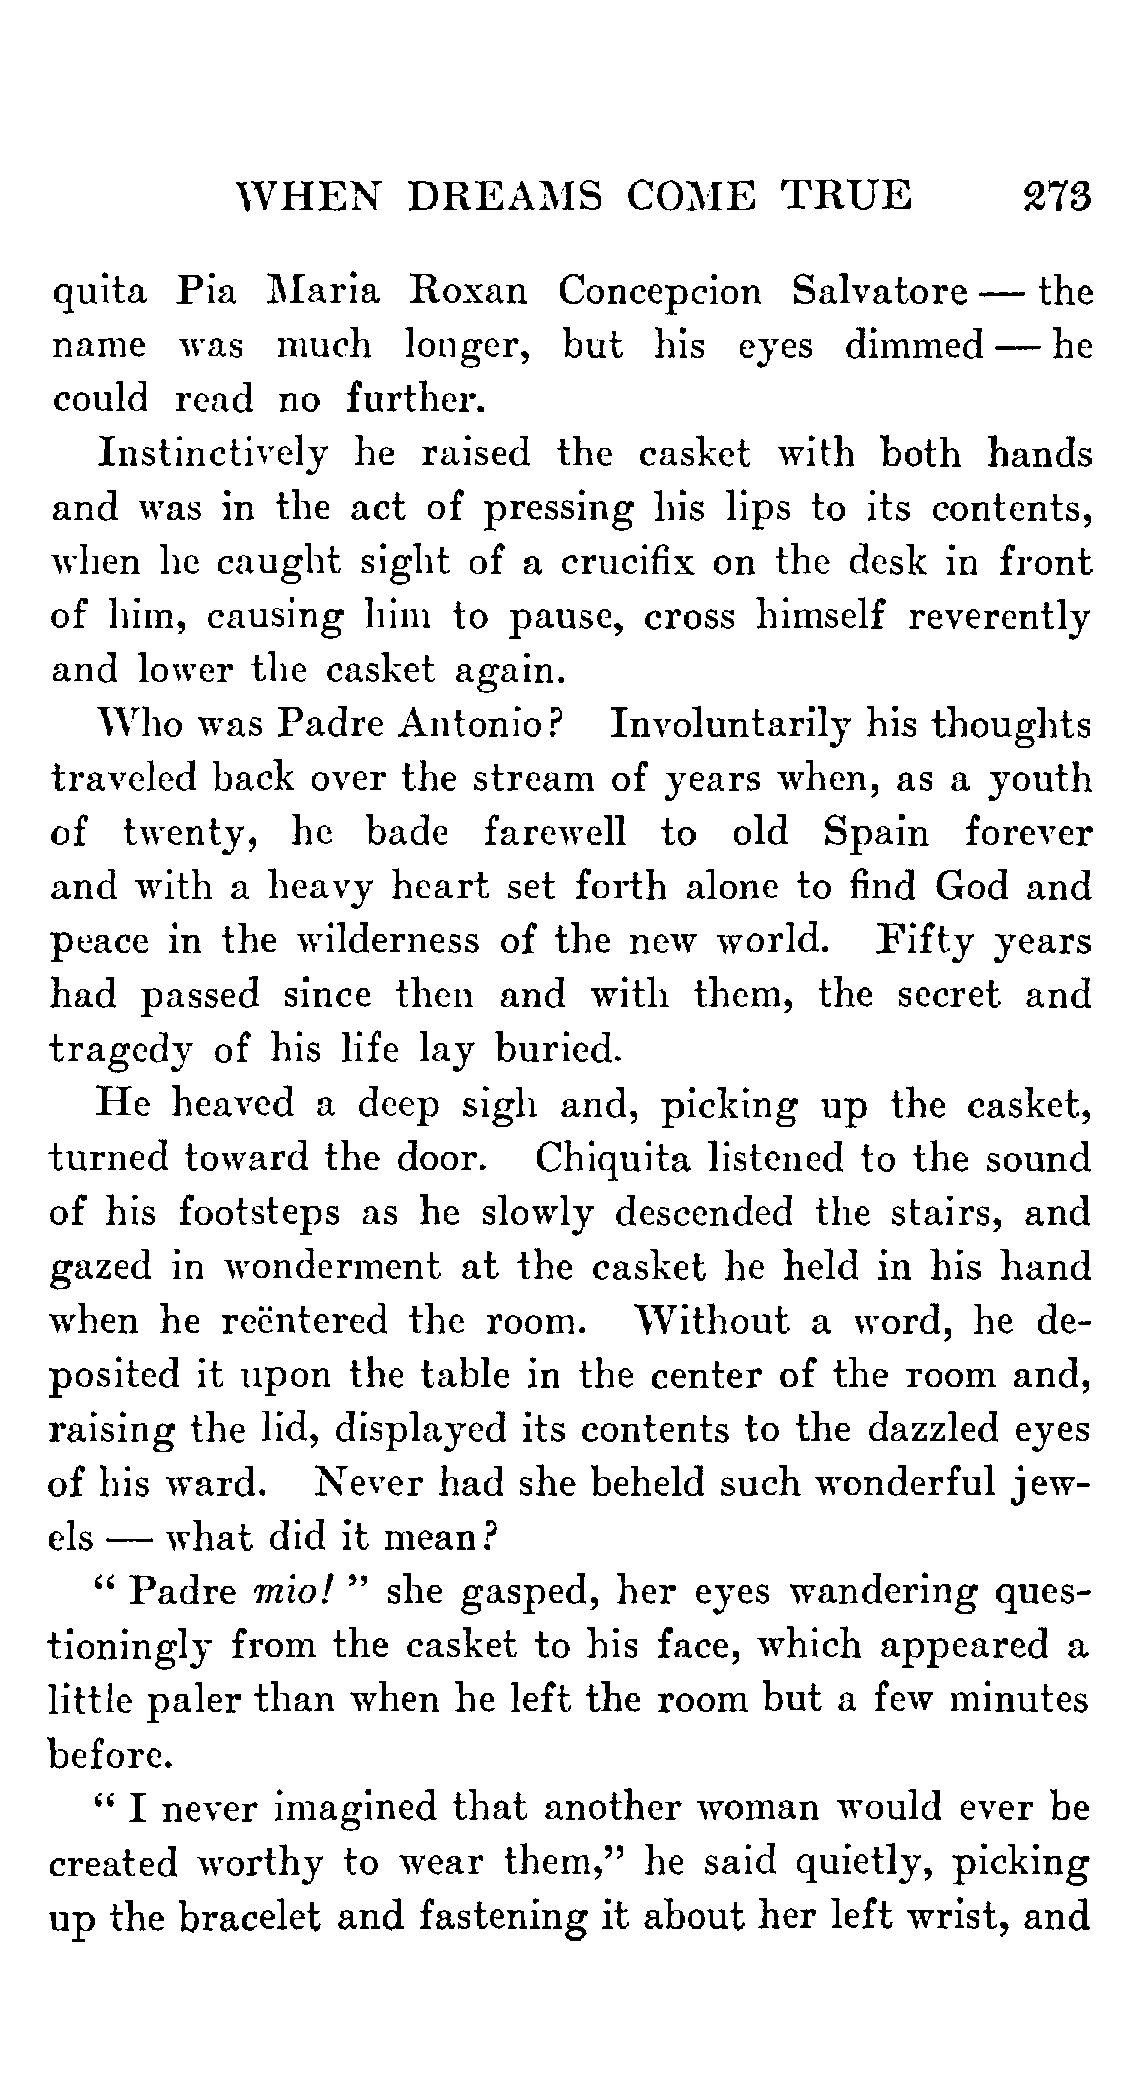 WHEN DREAMS COME TRUE 273
quita Pia Maria Roxan Concepcion Salvatore — the
name was much longer, but his eyes dimmed — he
could read no further.
Instinctively he raised the casket with both hands
and was in the act of pressing his lips to its contents,
when he caught sight of a crucifix on the desk in front
of him, causing him to pause, cross himself reverently
and lower the casket again.
Who was Padre Antonio? Involuntarily his thoughts
traveled back over the stream of years when, as a youth
of twenty, he bade farewell to old Spain forever
and with a heavy heart set forth alone to find God and
peace in the wilderness of the new world. Fifty years
had passed since then and with them, the secret and
tragedy of his life lay buried.
He heaved a deep sigh and, picking up the casket,
turned toward the door. Chiquita listened to the sound
of his footsteps as he slowly descended the stairs, and
gazed in wonderment at the casket he held in his hand
when he reëntered the room. Without a word, he de-
posited it upon the table in the center of the room and,
raising the lid, displayed its contents to the dazzled eyes
of his ward. Never had she beheld such wonderful jew-
els — what did it mean?
“ Padre mio! ” she gasped, her eyes wandering ques-
tioningly from the casket to his face, which appeared a
little paler than when he left the room but a few minutes
before.
“ I never imagined that another woman would ever be
created worthy to wear them,” he said quietly, picking
up the bracelet and fastening it about her left wrist, and